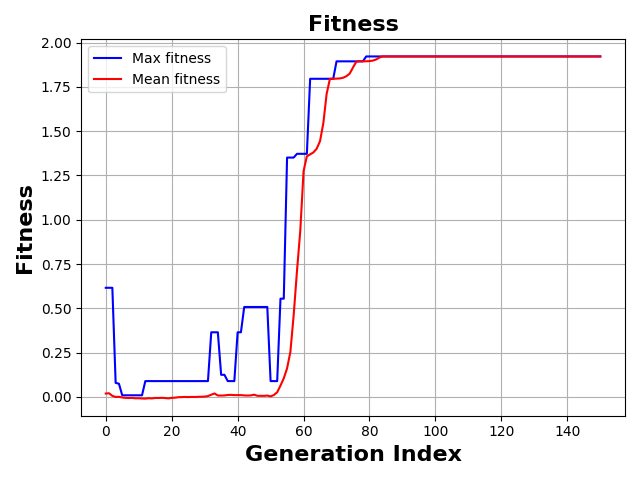 Fitness
Max fitness
Mean fitness
Fitness
2.00
1.75
1.50
1.25
1.00
0.75
0.50
0.25
0.00
0 20 40 60 80 100 120 140
Generation Index